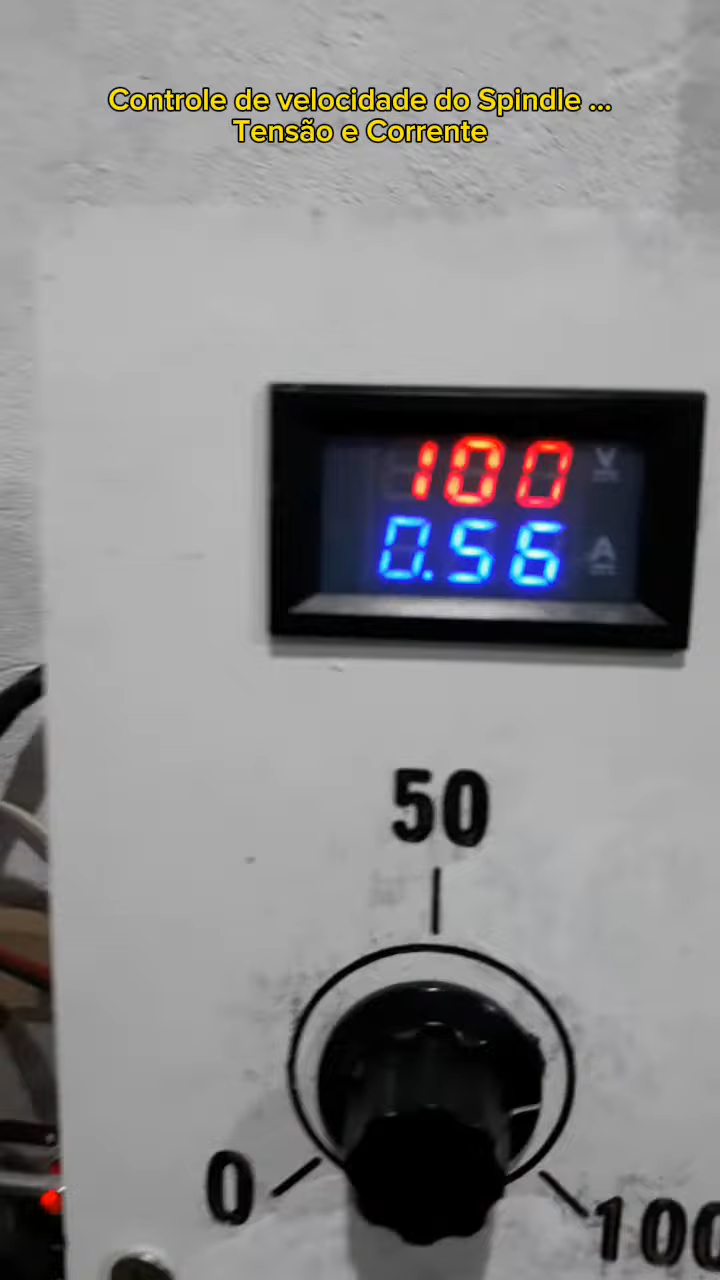 Controle de velocidade do Spindle ...
Tensão e Corrente
100 V
0.56 A
50
0
100